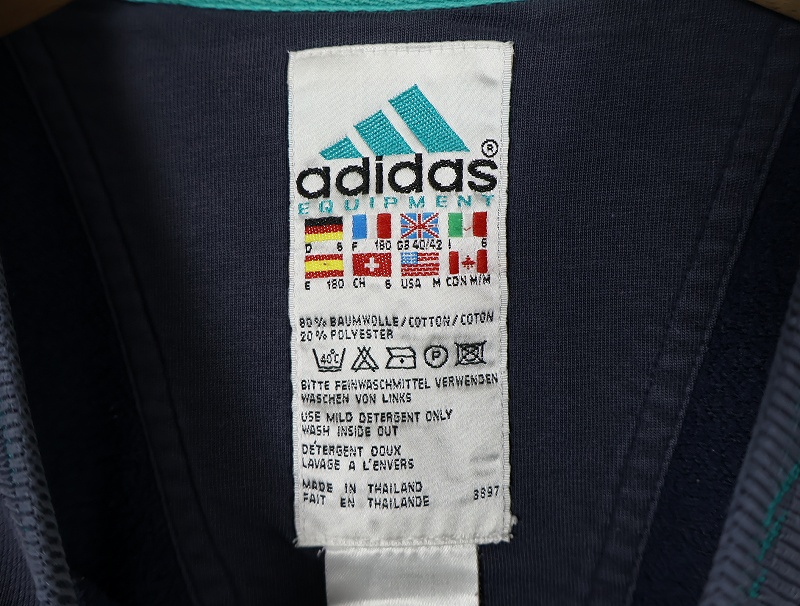 adidas®
EQUIPMENT
D 6 F 180 GB 40/42 I 6
E 180 CH 6 USA M CDN M/M
80% BAUMWOLLE/COTTON/COTON
20% POLYESTER
40°C P
BITTE FEINWASCHMITTEL VERWENDEN
WASCHEN VON LINKS
USE MILD DETERGENT ONLY
WASH INSIDE OUT
DÉTERGENT DOUX
LAVAGE A L'ENVERS
MADE IN THAILAND
FAIT EN THAILANDE 3897